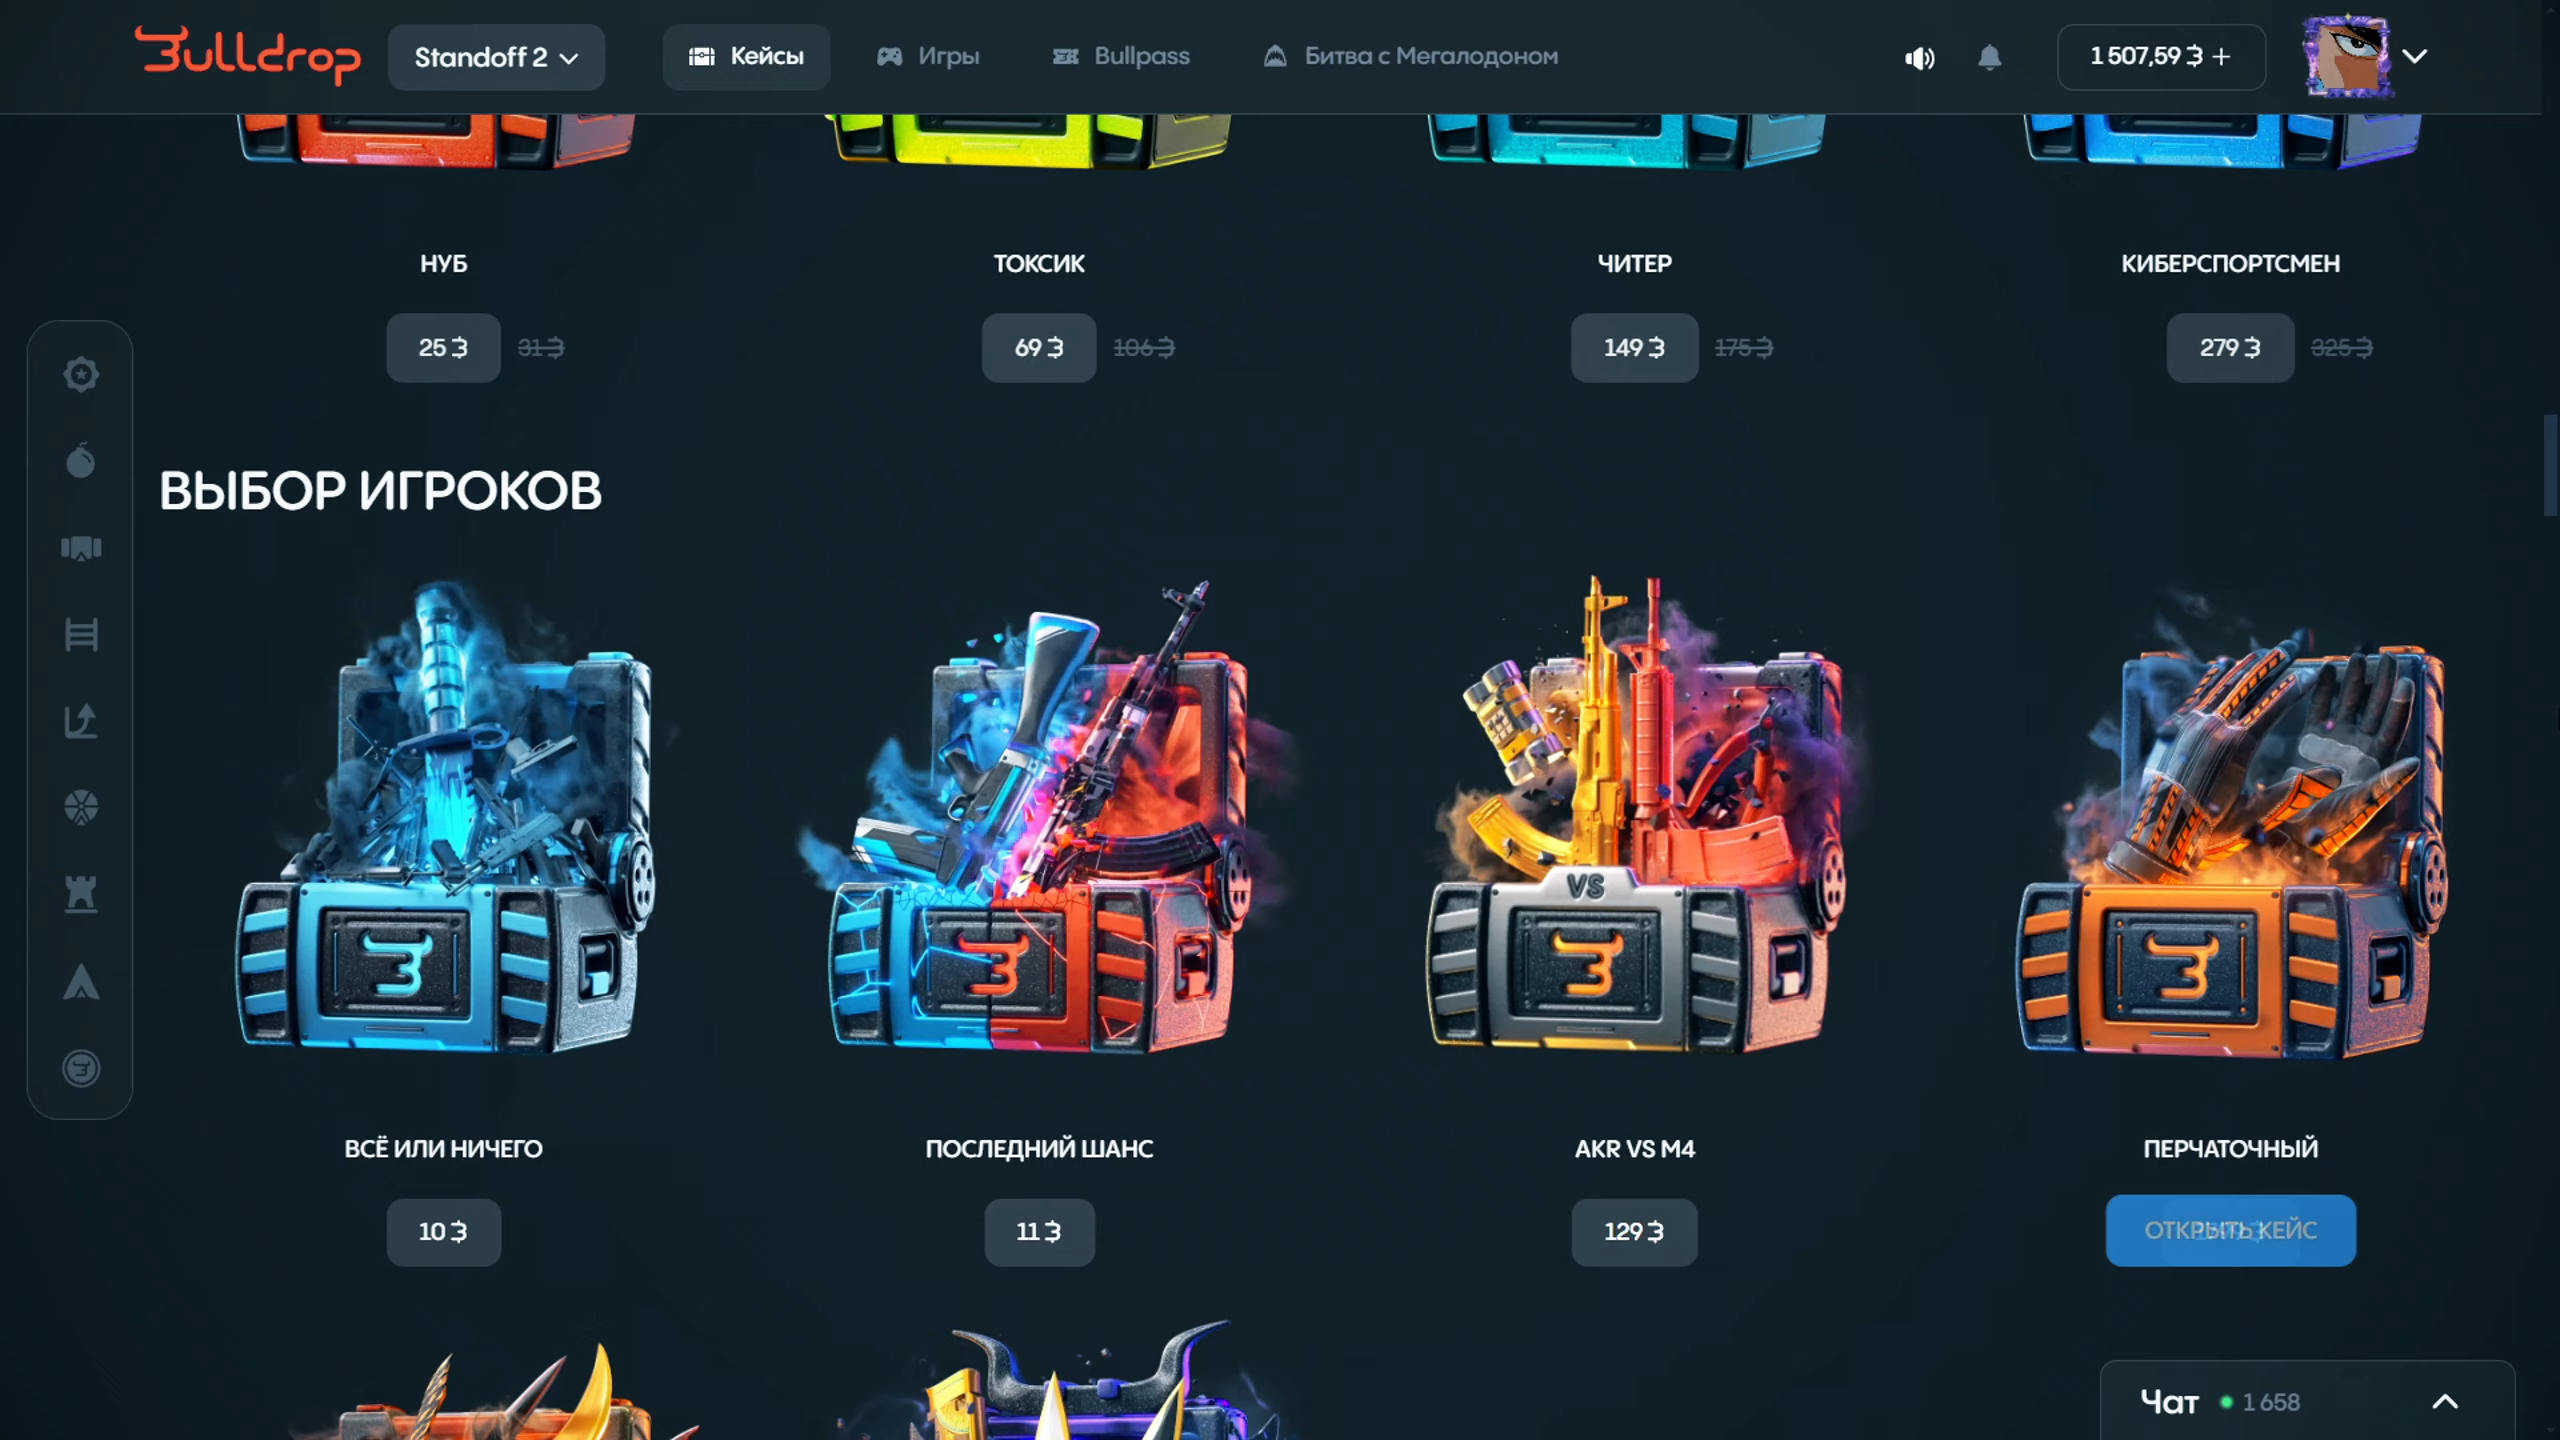 Bulldrop
Standoff 2
Кейсы
Игры
Bullpass
Битва с Мегалодоном
1 507,59 +
НУБ
ТОКСИК
ЧИТЕР
КИБЕРСПОРТСМЕН
25 31
69 106
149 175
279 325
ВЫБОР ИГРОКОВ
VS
ВСЁ ИЛИ НИЧЕГО
ПОСЛЕДНИЙ ШАНС
AKR VS M4
ПЕРЧАТОЧНЫЙ
10
11
129
ОТКРЫТЬ КЕЙС
Чат 1 658